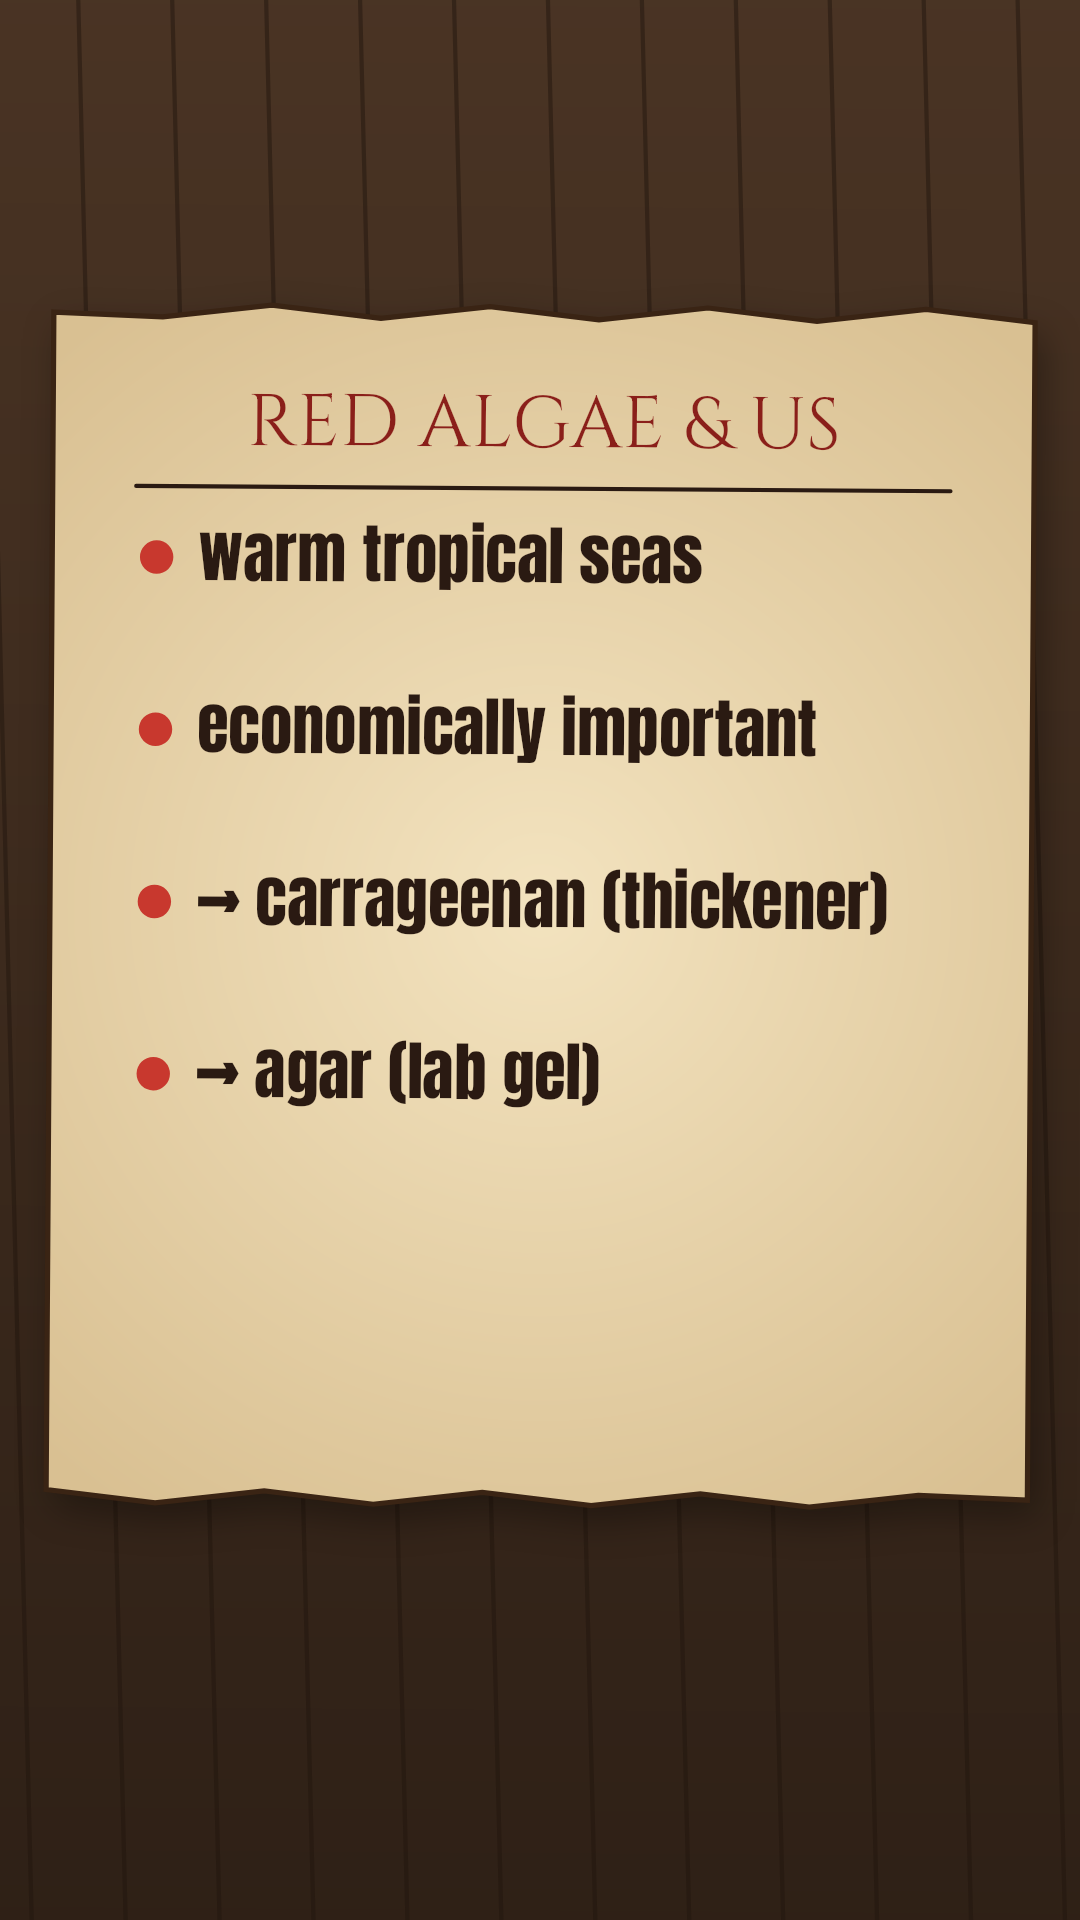 RED ALGAE & US
warm tropical seas
economically important
→ carrageenan (thickener)
→ agar (lab gel)